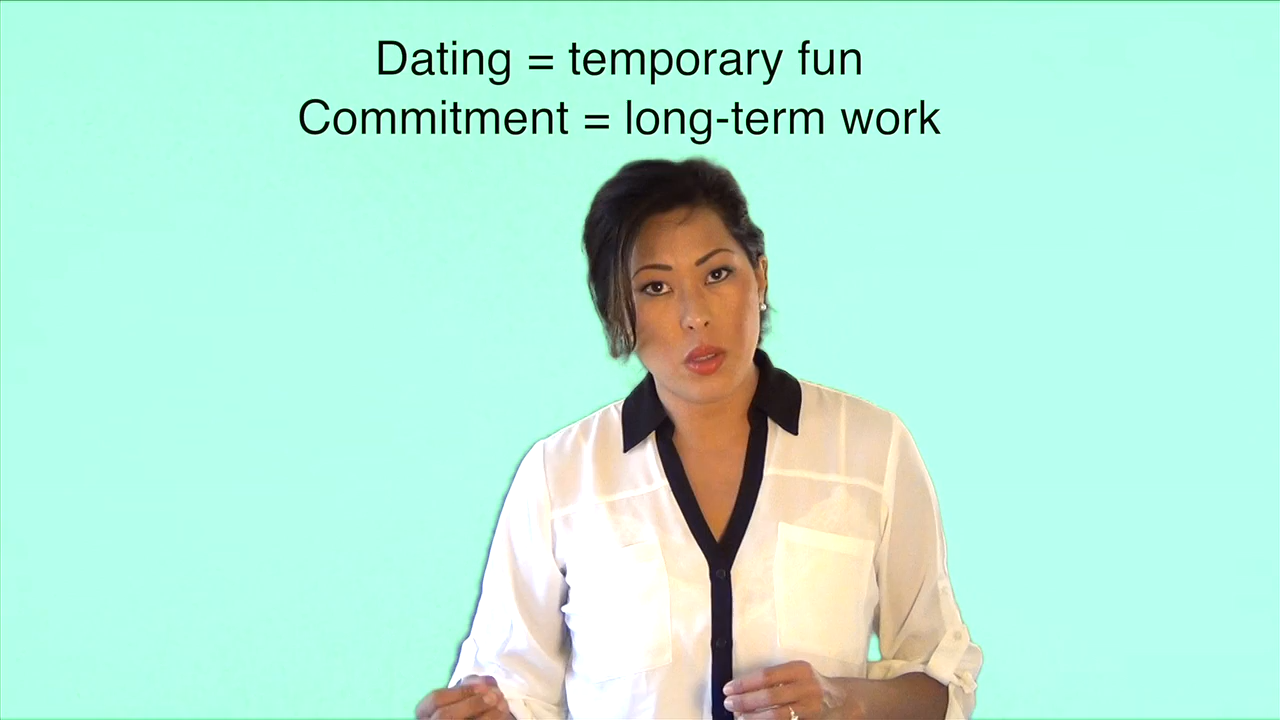 Dating = temporary fun
Commitment = long-term work